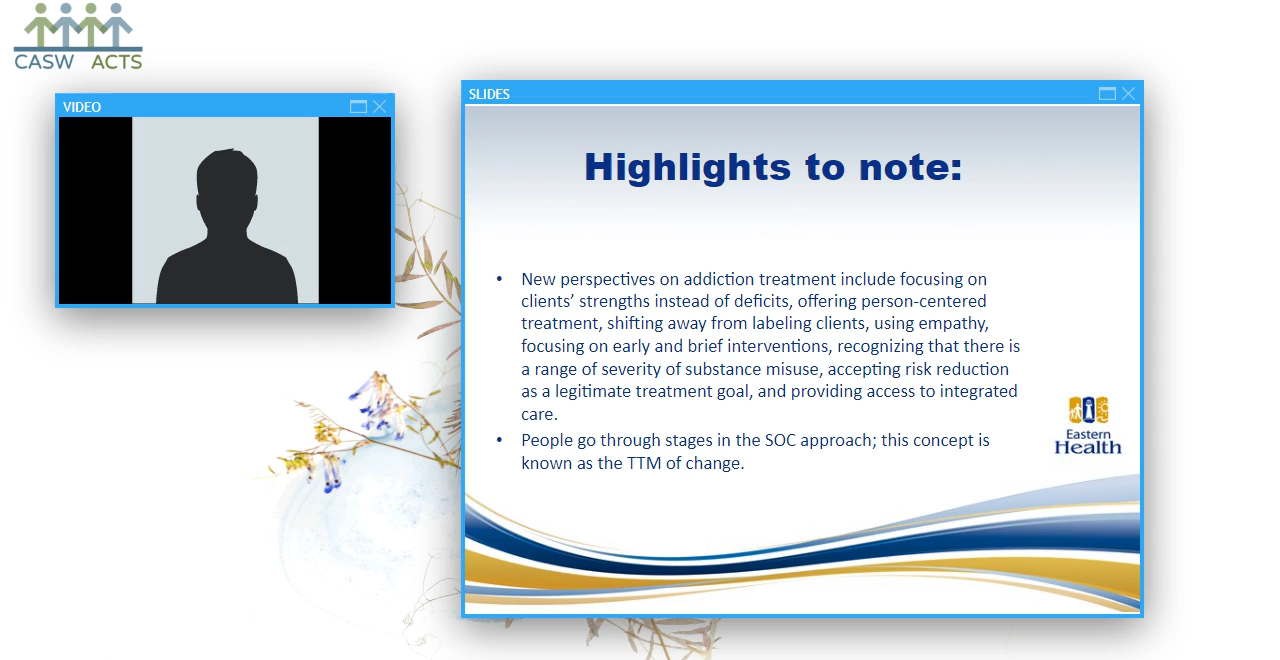 CASW ACTS
VIDEO
SLIDES
Highlights to note:
• New perspectives on addiction treatment include focusing on
clients’ strengths instead of deficits, offering person-centered
treatment, shifting away from labeling clients, using empathy,
focusing on early and brief interventions, recognizing that there is
a range of severity of substance misuse, accepting risk reduction
as a legitimate treatment goal, and providing access to integrated
care.
• People go through stages in the SOC approach; this concept is
known as the TTM of change.
Eastern
Health